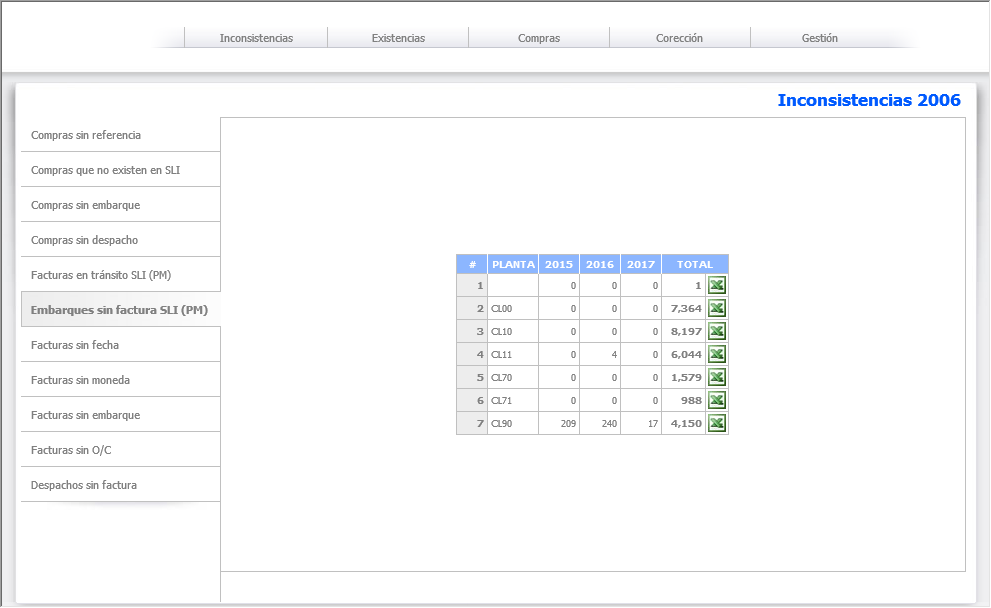 Inconsistencias Existencias Compras Corección Gestión
Inconsistencias 2006
Compras sin referencia
Compras que no existen en SLI
Compras sin embarque
Compras sin despacho
Facturas en tránsito SLI (PM)
Embarques sin factura SLI (PM)
Facturas sin fecha
Facturas sin moneda
Facturas sin embarque
Facturas sin O/C
Despachos sin factura
# PLANTA 2015 2016 2017 TOTAL
1 0 0 0 1
2 CL00 0 0 0 7,364
3 CL10 0 0 0 8,197
4 CL11 0 4 0 6,044
5 CL70 0 0 0 1,579
6 CL71 0 0 0 988
7 CL90 209 240 17 4,150